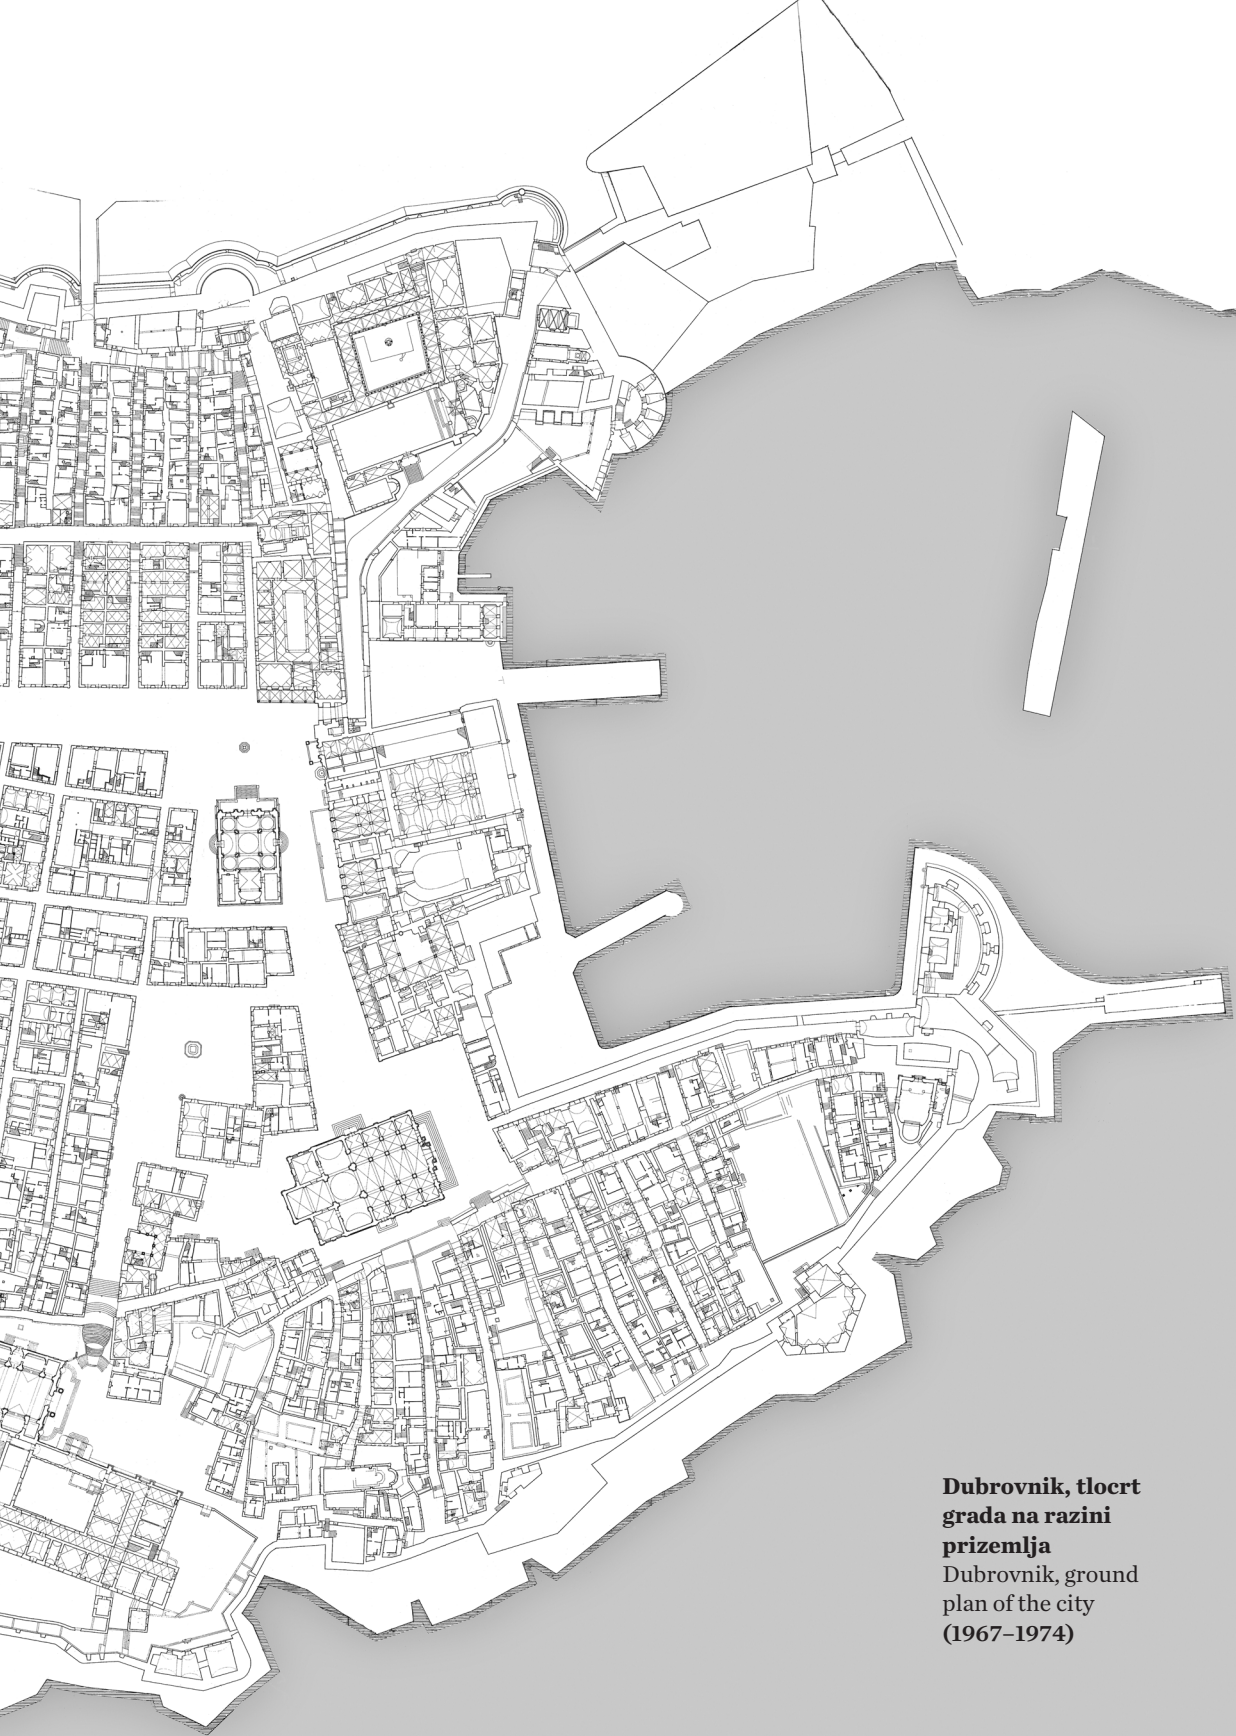 Dubrovnik, tlocrt
grada na razini
prizemlja
Dubrovnik, ground
plan of the city
(1967–1974)